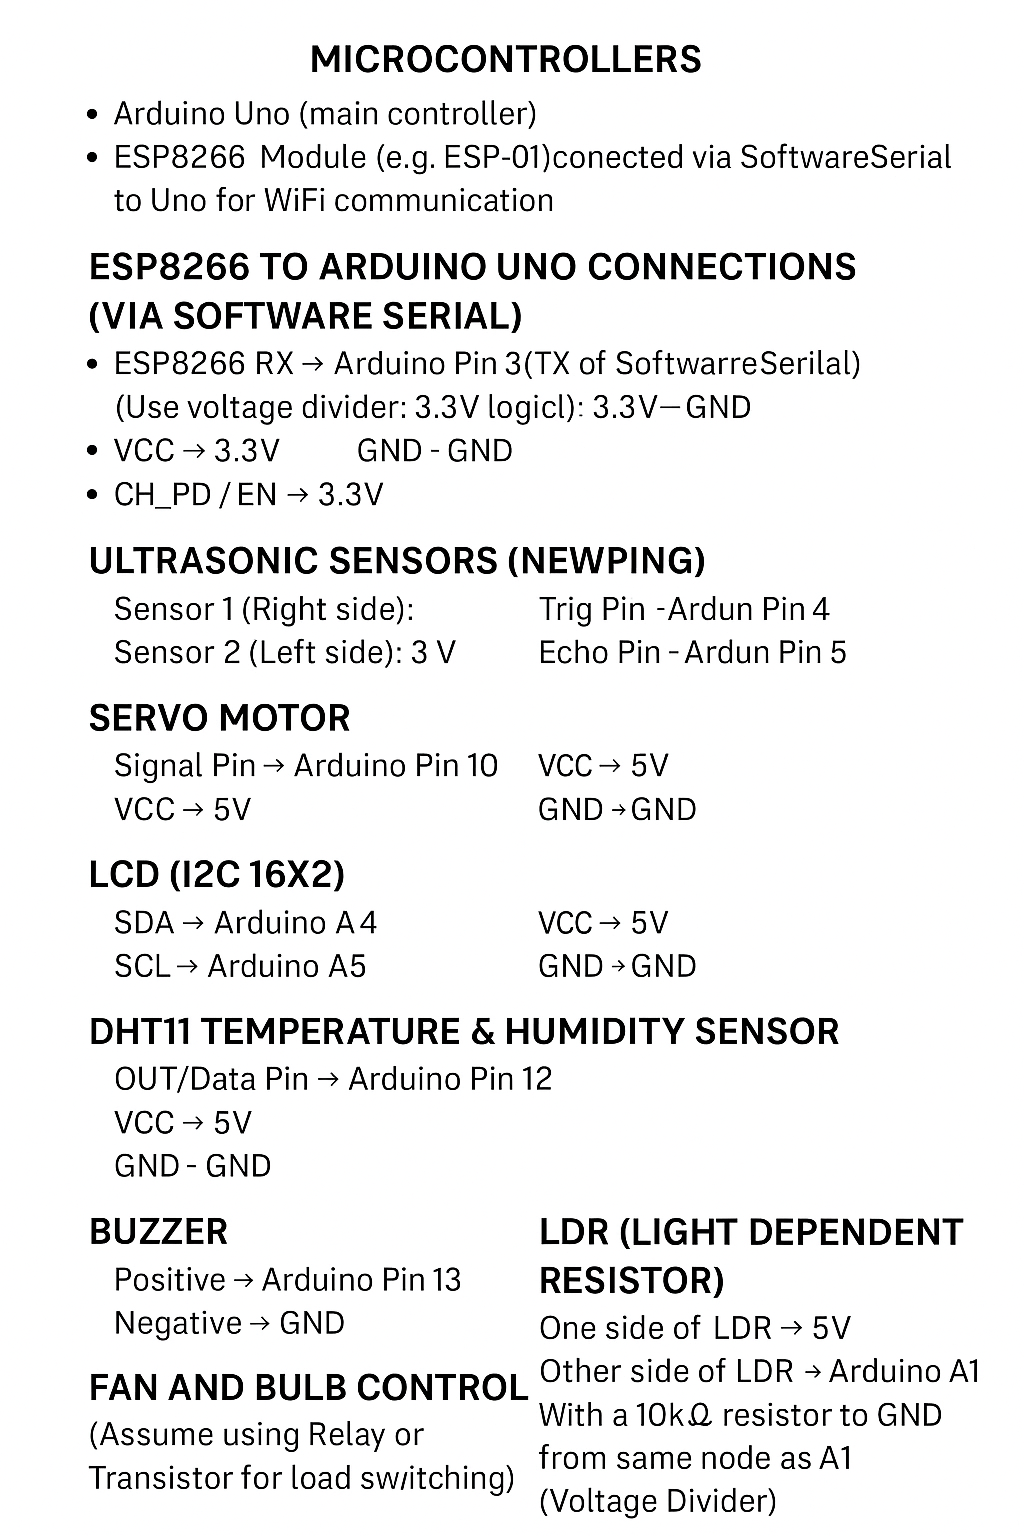 MICROCONTROLLERS
• Arduino Uno (main controller)
• ESP8266 Module (e.g. ESP-01)conected via SoftwareSerial
to Uno for WiFi communication
ESP8266 TO ARDUINO UNO CONNECTIONS
(VIA SOFTWARE SERIAL)
• ESP8266 RX → Arduino Pin 3(TX of SoftwarreSerilal)
(Use voltage divider: 3.3V logicl): 3.3V—GND
• VCC → 3.3V GND - GND
• CH_PD / EN → 3.3V
ULTRASONIC SENSORS (NEWPING)
Sensor 1 (Right side): Trig Pin -Ardun Pin 4
Sensor 2 (Left side): 3 V Echo Pin -Ardun Pin 5
SERVO MOTOR
Signal Pin → Arduino Pin 10 VCC → 5V
VCC → 5V GND → GND
LCD (I2C 16X2)
SDA → Arduino A4 VCC → 5V
SCL → Arduino A5 GND → GND
DHT11 TEMPERATURE & HUMIDITY SENSOR
OUT/Data Pin → Arduino Pin 12
VCC → 5V
GND - GND
BUZZER
Positive → Arduino Pin 13
Negative → GND
FAN AND BULB CONTROL
(Assume using Relay or
Transistor for load switching)
LDR (LIGHT DEPENDENT
RESISTOR)
One side of LDR → 5V
Other side of LDR → Arduino A1
With a 10kΩ resistor to GND
from same node as A1
(Voltage Divider)